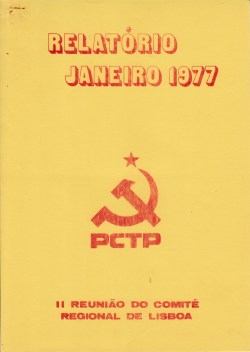 RELATÓRIO
JANEIRO 1977
PCTP
II REUNIÃO DO COMITÉ
REGIONAL DE LISBOA